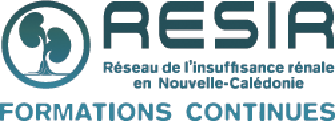 RESIR
Réseau de l'insuffisance rénale
en Nouvelle-Calédonie
FORMATIONS CONTINUES